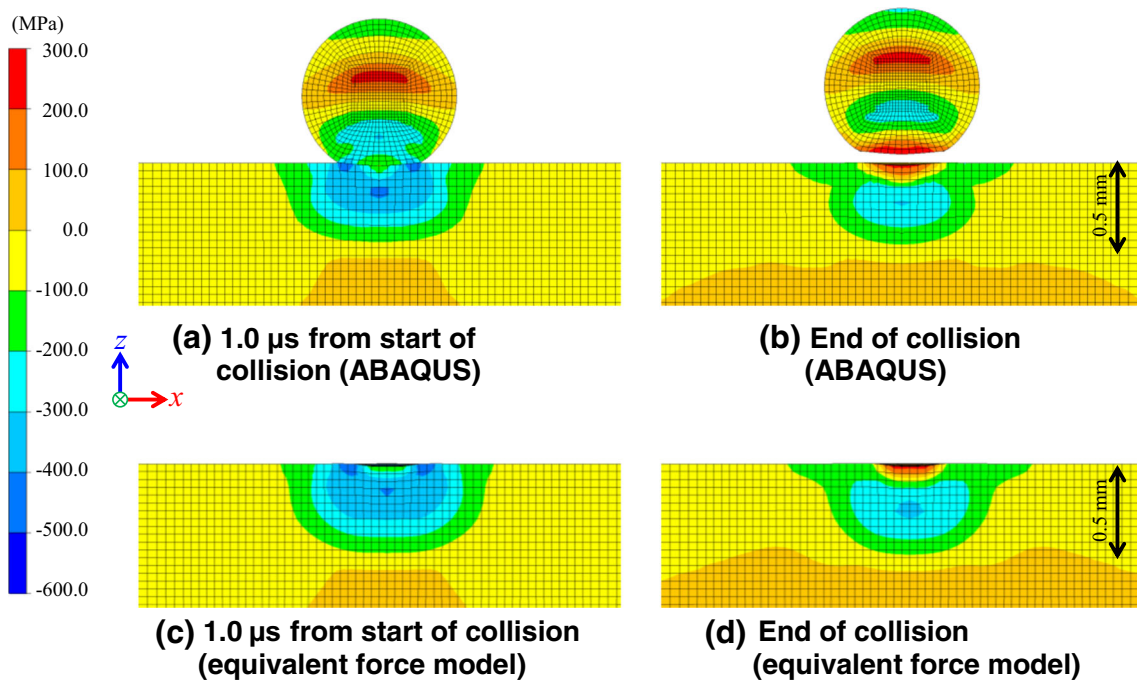 (MPa)
300.0
200.0
100.0
0.0
-100.0
-200.0
-300.0
-400.0
-500.0
-600.0
z
x
0.5 mm
(a) 1.0 μs from start of
collision (ABAQUS)
(b) End of collision
(ABAQUS)
0.5 mm
(c) 1.0 μs from start of collision
(equivalent force model)
(d) End of collision
(equivalent force model)